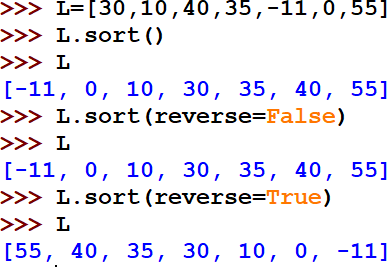 >>> L=[30,10,40,35,-11,0,55]
>>> L.sort()
>>> L
[-11, 0, 10, 30, 35, 40, 55]
>>> L.sort(reverse=False)
>>> L
[-11, 0, 10, 30, 35, 40, 55]
>>> L.sort(reverse=True)
>>> L
[55, 40, 35, 30, 10, 0, -11]